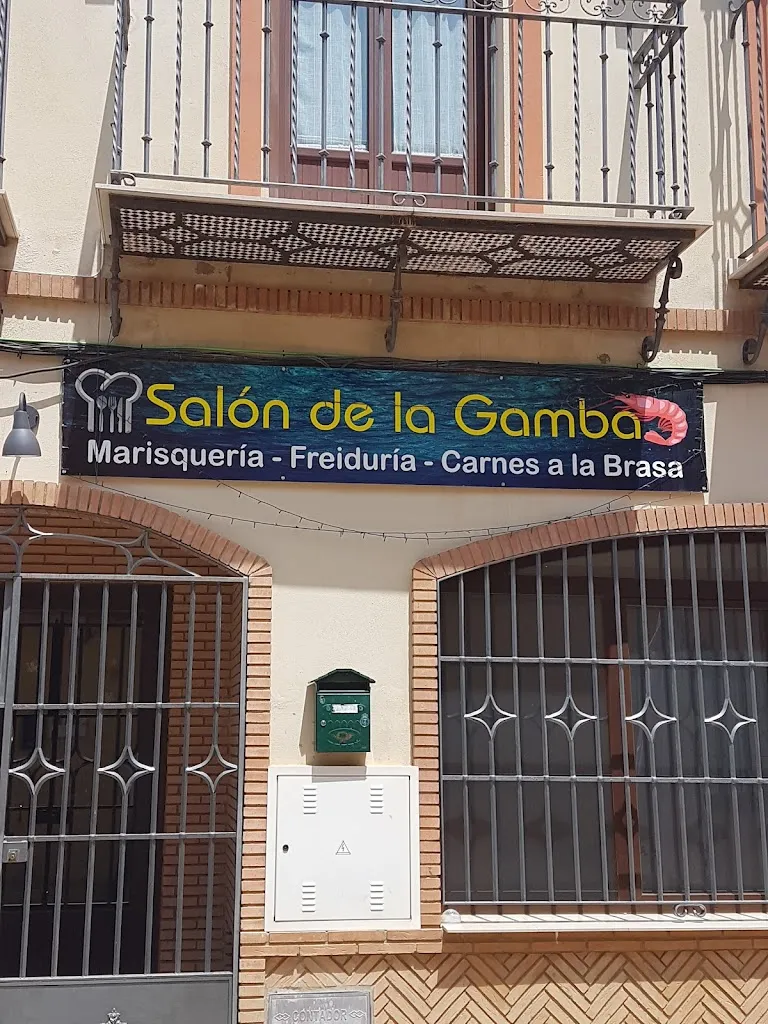 Salón de la Gamba
Marisquería - Freiduría - Carnes a la Brasa
CONTADOR